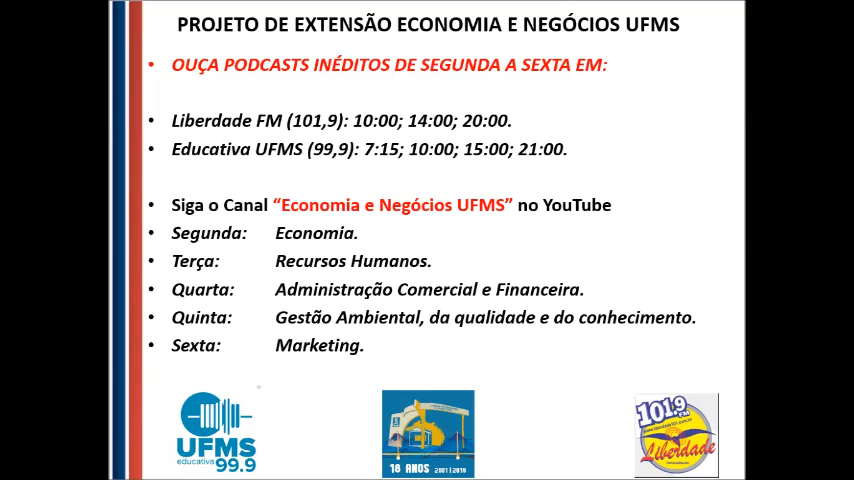 PROJETO DE EXTENSÃO ECONOMIA E NEGÓCIOS UFMS
• OUÇA PODCASTS INÉDITOS DE SEGUNDA A SEXTA EM:
• Liberdade FM (101,9): 10:00; 14:00; 20:00.
• Educativa UFMS (99,9): 7:15; 10:00; 15:00; 21:00.
• Siga o Canal “Economia e Negócios UFMS” no YouTube
• Segunda: Economia.
• Terça: Recursos Humanos.
• Quarta: Administração Comercial e Financeira.
• Quinta: Gestão Ambiental, da qualidade e do conhecimento.
• Sexta: Marketing.
UFMS
educativa 99.9
18 ANOS 2001|2019
101.9 FM
Liberdade